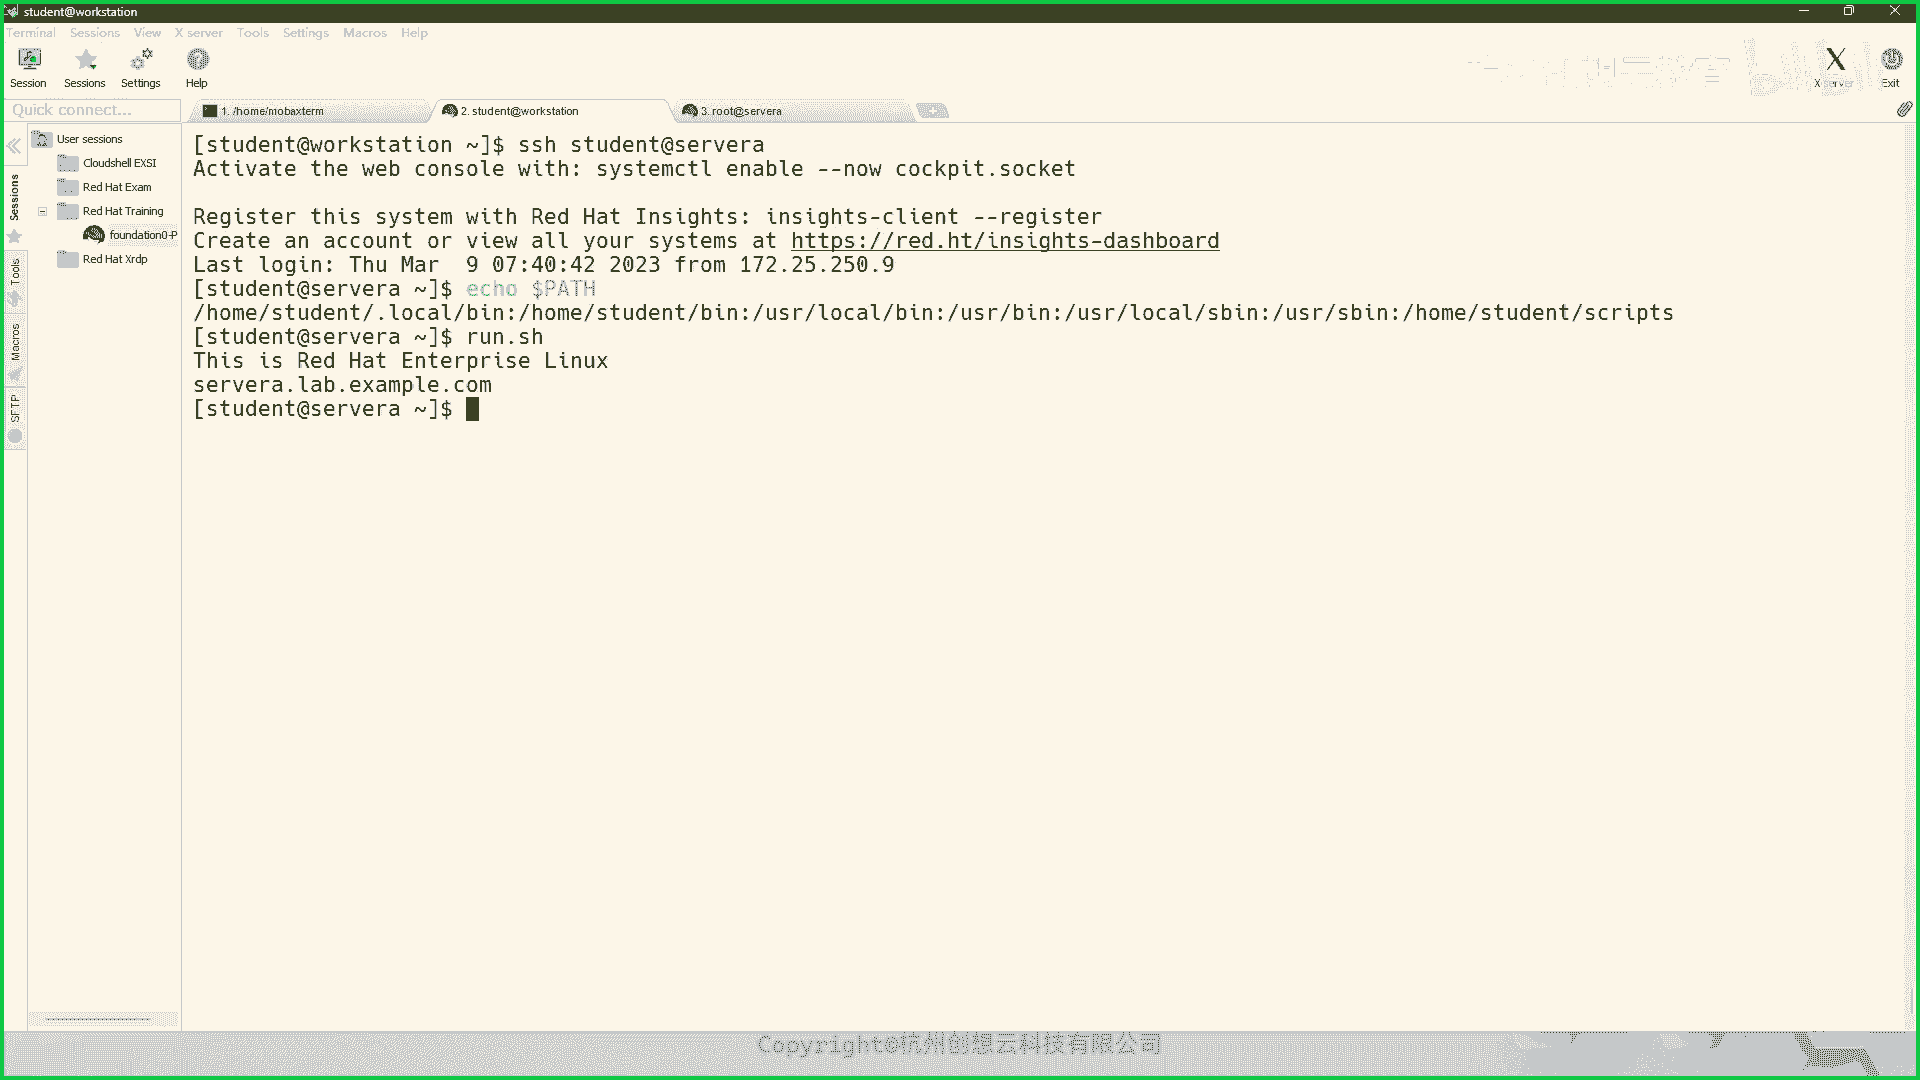 student@workstation
Terminal Sessions View X server Tools Settings Macros Help
Session Sessions Settings Help X server Exit
Quick connect...
1. /home/mobaxterm
2. student@workstation
3. root@servera
User sessions
Cloudshell EXSI
Red Hat Exam
Red Hat Training
foundation0-P
Red Hat Xrdp
Sessions
Tools
Macros
SFTP
[student@workstation ~]$ ssh student@servera
Activate the web console with: systemctl enable --now cockpit.socket
Register this system with Red Hat Insights: insights-client --register
Create an account or view all your systems at https://red.ht/insights-dashboard
Last login: Thu Mar  9 07:40:42 2023 from 172.25.250.9
[student@servera ~]$ echo $PATH
/home/student/.local/bin:/home/student/bin:/usr/local/bin:/usr/bin:/usr/local/sbin:/usr/sbin:/home/student/scripts
[student@servera ~]$ run.sh
This is Red Hat Enterprise Linux
servera.lab.example.com
[student@servera ~]$
Copyright©杭州创想云科技有限公司